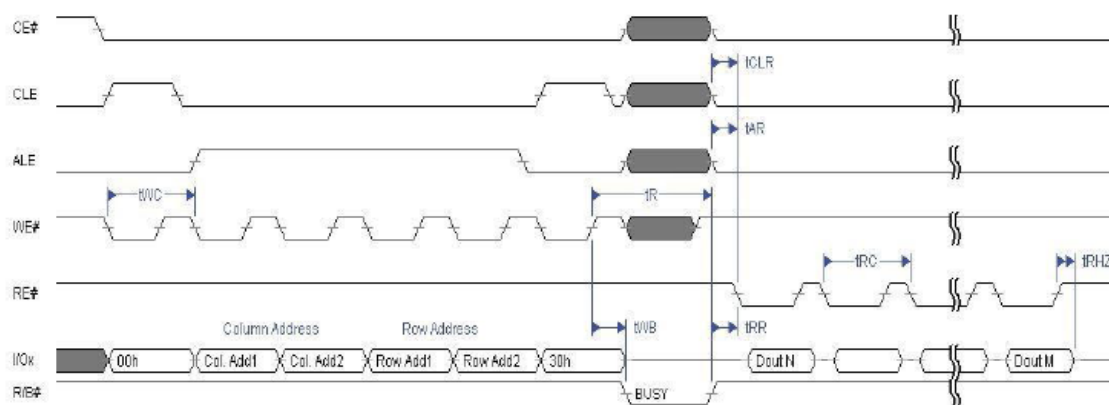 CE#
tCLR
CLE
tAR
ALE
tWC
tR
WE#
tRC
tRHZ
RE#
Column Address
Row Address
tWB
tRR
I/Ox
00h
Col. Add1
Col. Add2
Row Add1
Row Add2
30h
Dout N
Dout M
R/B#
BUSY